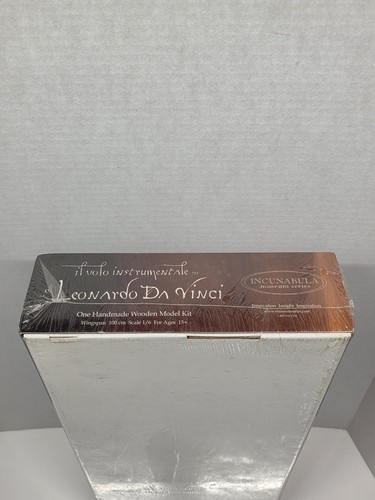 il volo instrumentale
Leonardo Da Vinci
One Handmade Wooden Model Kit
Wingspan 100 cm Scale 1/6 For Ages 15+
INCUNABULA
museum series
Innovation Insight Inspiration